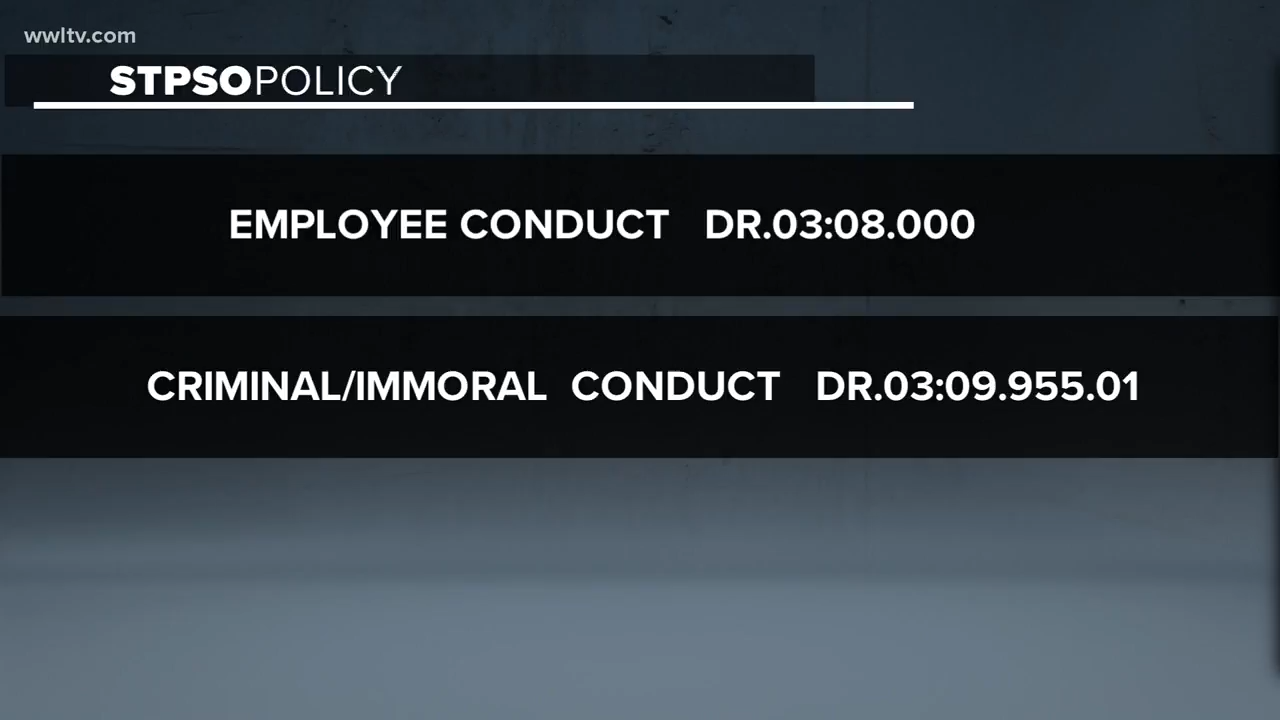 wwltv.com
STPSOPOLICY
EMPLOYEE CONDUCT DR.03:08.000
CRIMINAL/IMMORAL CONDUCT DR.03:09.955.01